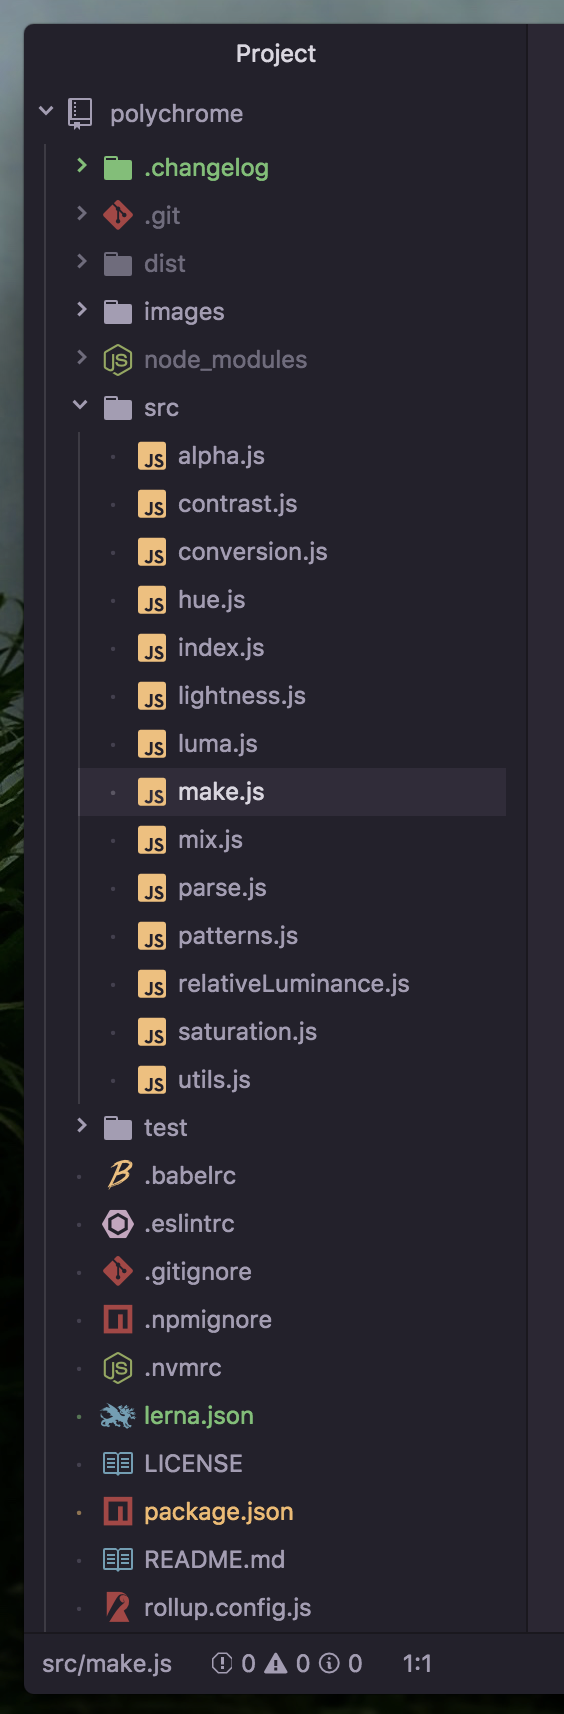 Project
polychrome
.changelog
.git
dist
images
JS node_modules
src
JS alpha.js
JS contrast.js
JS conversion.js
JS hue.js
JS index.js
JS lightness.js
JS luma.js
JS make.js
JS mix.js
JS parse.js
JS patterns.js
JS relativeLuminance.js
JS saturation.js
JS utils.js
test
B .babelrc
.eslintrc
.gitignore
.npmignore
JS .nvmrc
lerna.json
LICENSE
package.json
README.md
rollup.config.js
src/make.js 0 0 0 1:1